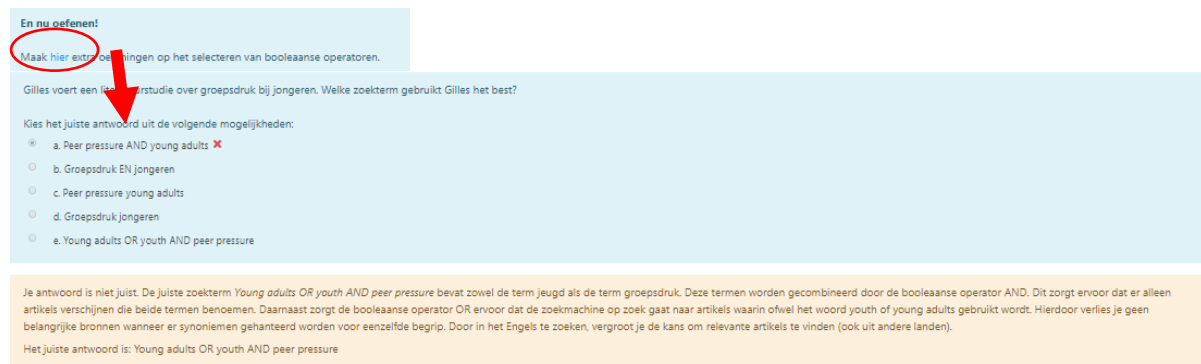 En nu oefenen!
Maak hier extra oefeningen op het selecteren van booleaanse operatoren.
Gilles voert een literatuurstudie over groepsdruk bij jongeren. Welke zoekterm gebruikt Gilles het best?
Kies het juiste antwoord uit de volgende mogelijkheden:
a. Peer pressure AND young adults
b. Groepsdruk EN jongeren
c. Peer pressure young adults
d. Groepsdruk jongeren
e. Young adults OR youth AND peer pressure
Je antwoord is niet juist. De juiste zoekterm Young adults OR youth AND peer pressure bevat zowel de term jeugd als de term groepsdruk. Deze termen worden gecombineerd door de booleaanse operator AND. Dit zorgt ervoor dat er alleen
artikels verschijnen die beide termen benoemen. Daarnaast zorgt de booleaanse operator OR ervoor dat de zoekmachine op zoek gaat naar artikels waarin ofwel het woord youth of young adults gebruikt wordt. Hierdoor verlies je geen
belangrijke bronnen wanneer er synoniemen gehanteerd worden voor eenzelfde begrip. Door in het Engels te zoeken, vergroot je de kans om relevante artikels te vinden (ook uit andere landen).
Het juiste antwoord is: Young adults OR youth AND peer pressure